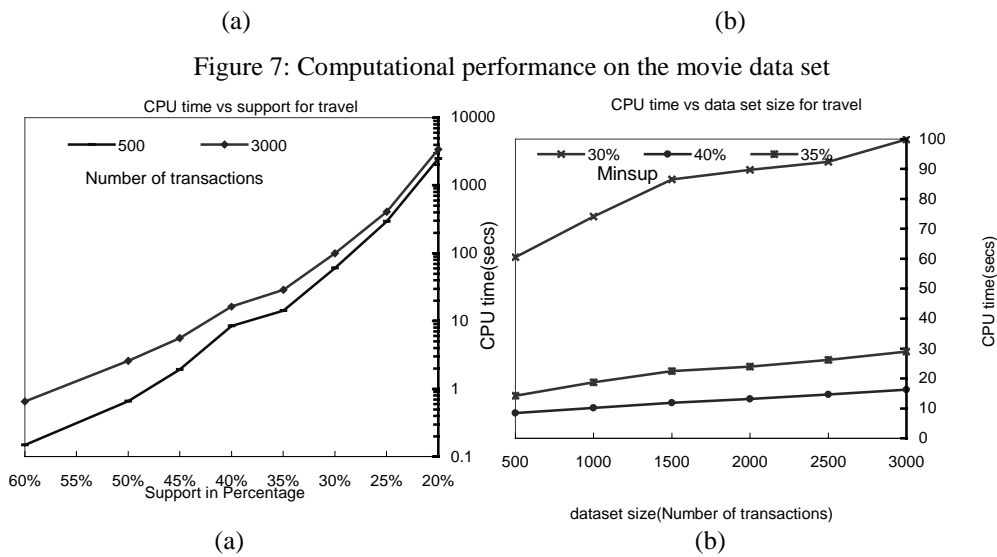 (a) (b)
Figure 7: Computational performance on the movie data set
CPU time vs support for travel
500 3000
Number of transactions
10000
1000
100
10
1
0.1
CPU time(secs)
60% 55% 50% 45% 40% 35% 30% 25% 20%
Support in Percentage
CPU time vs data set size for travel
30% 40% 35%
Minsup
100
90
80
70
60
50
40
30
20
10
0
CPU time(secs)
500 1000 1500 2000 2500 3000
dataset size(Number of transactions)
(a) (b)